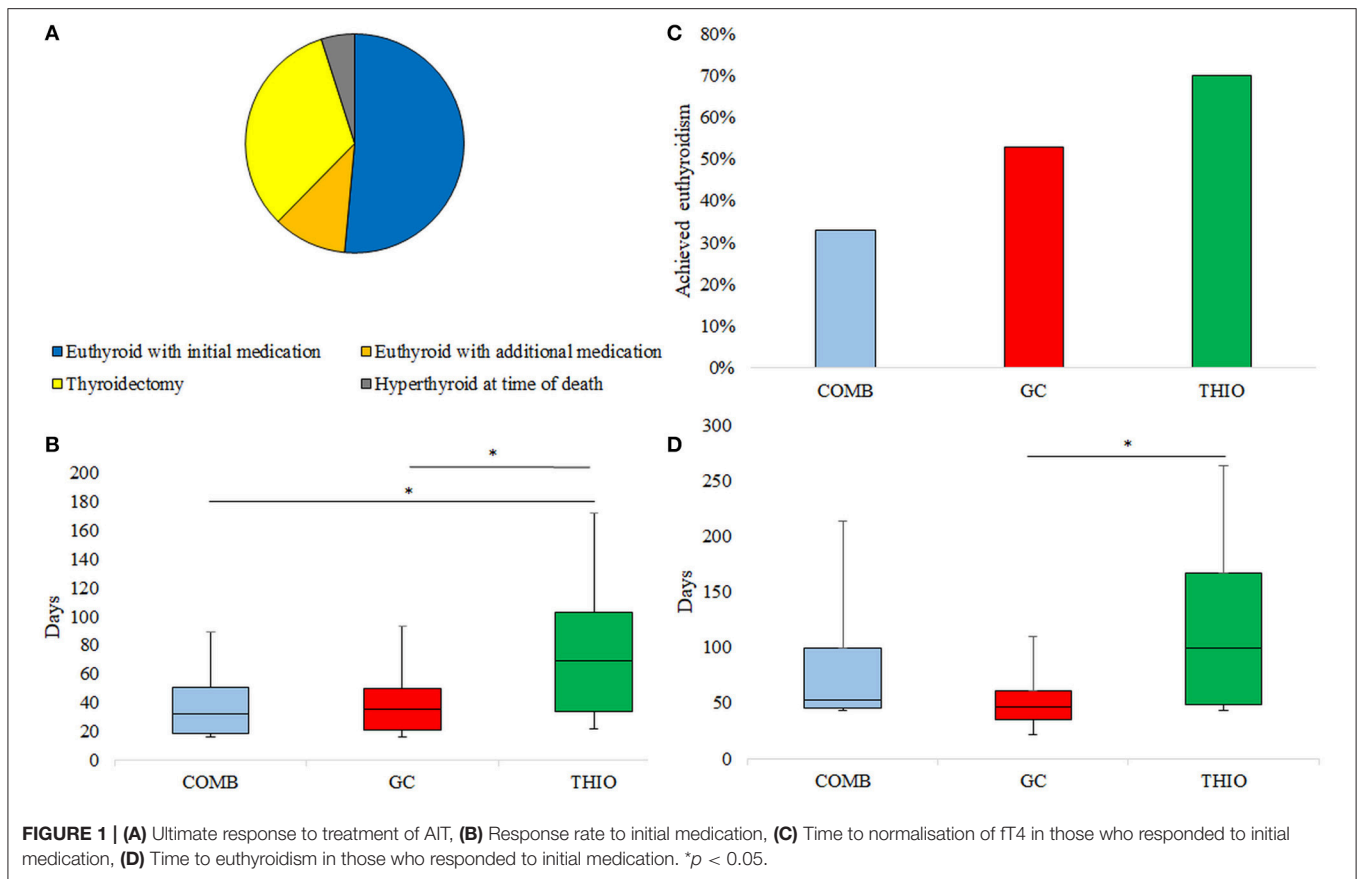 A
Euthyroid with initial medication
Euthyroid with additional medication
Thyroidectomy
Hyperthyroid at time of death
C
80%
70%
60%
50%
40%
30%
20%
10%
0%
Achieved euthyroidism
COMB GC THIO
B
200
180
160
140
120
100
80
60
40
20
0
Days
*
*
COMB GC THIO
D
300
250
200
150
100
50
0
Days
*
COMB GC THIO
FIGURE 1 | (A) Ultimate response to treatment of AIT, (B) Response rate to initial medication, (C) Time to normalisation of fT4 in those who responded to initial
medication, (D) Time to euthyroidism in those who responded to initial medication. *p < 0.05.